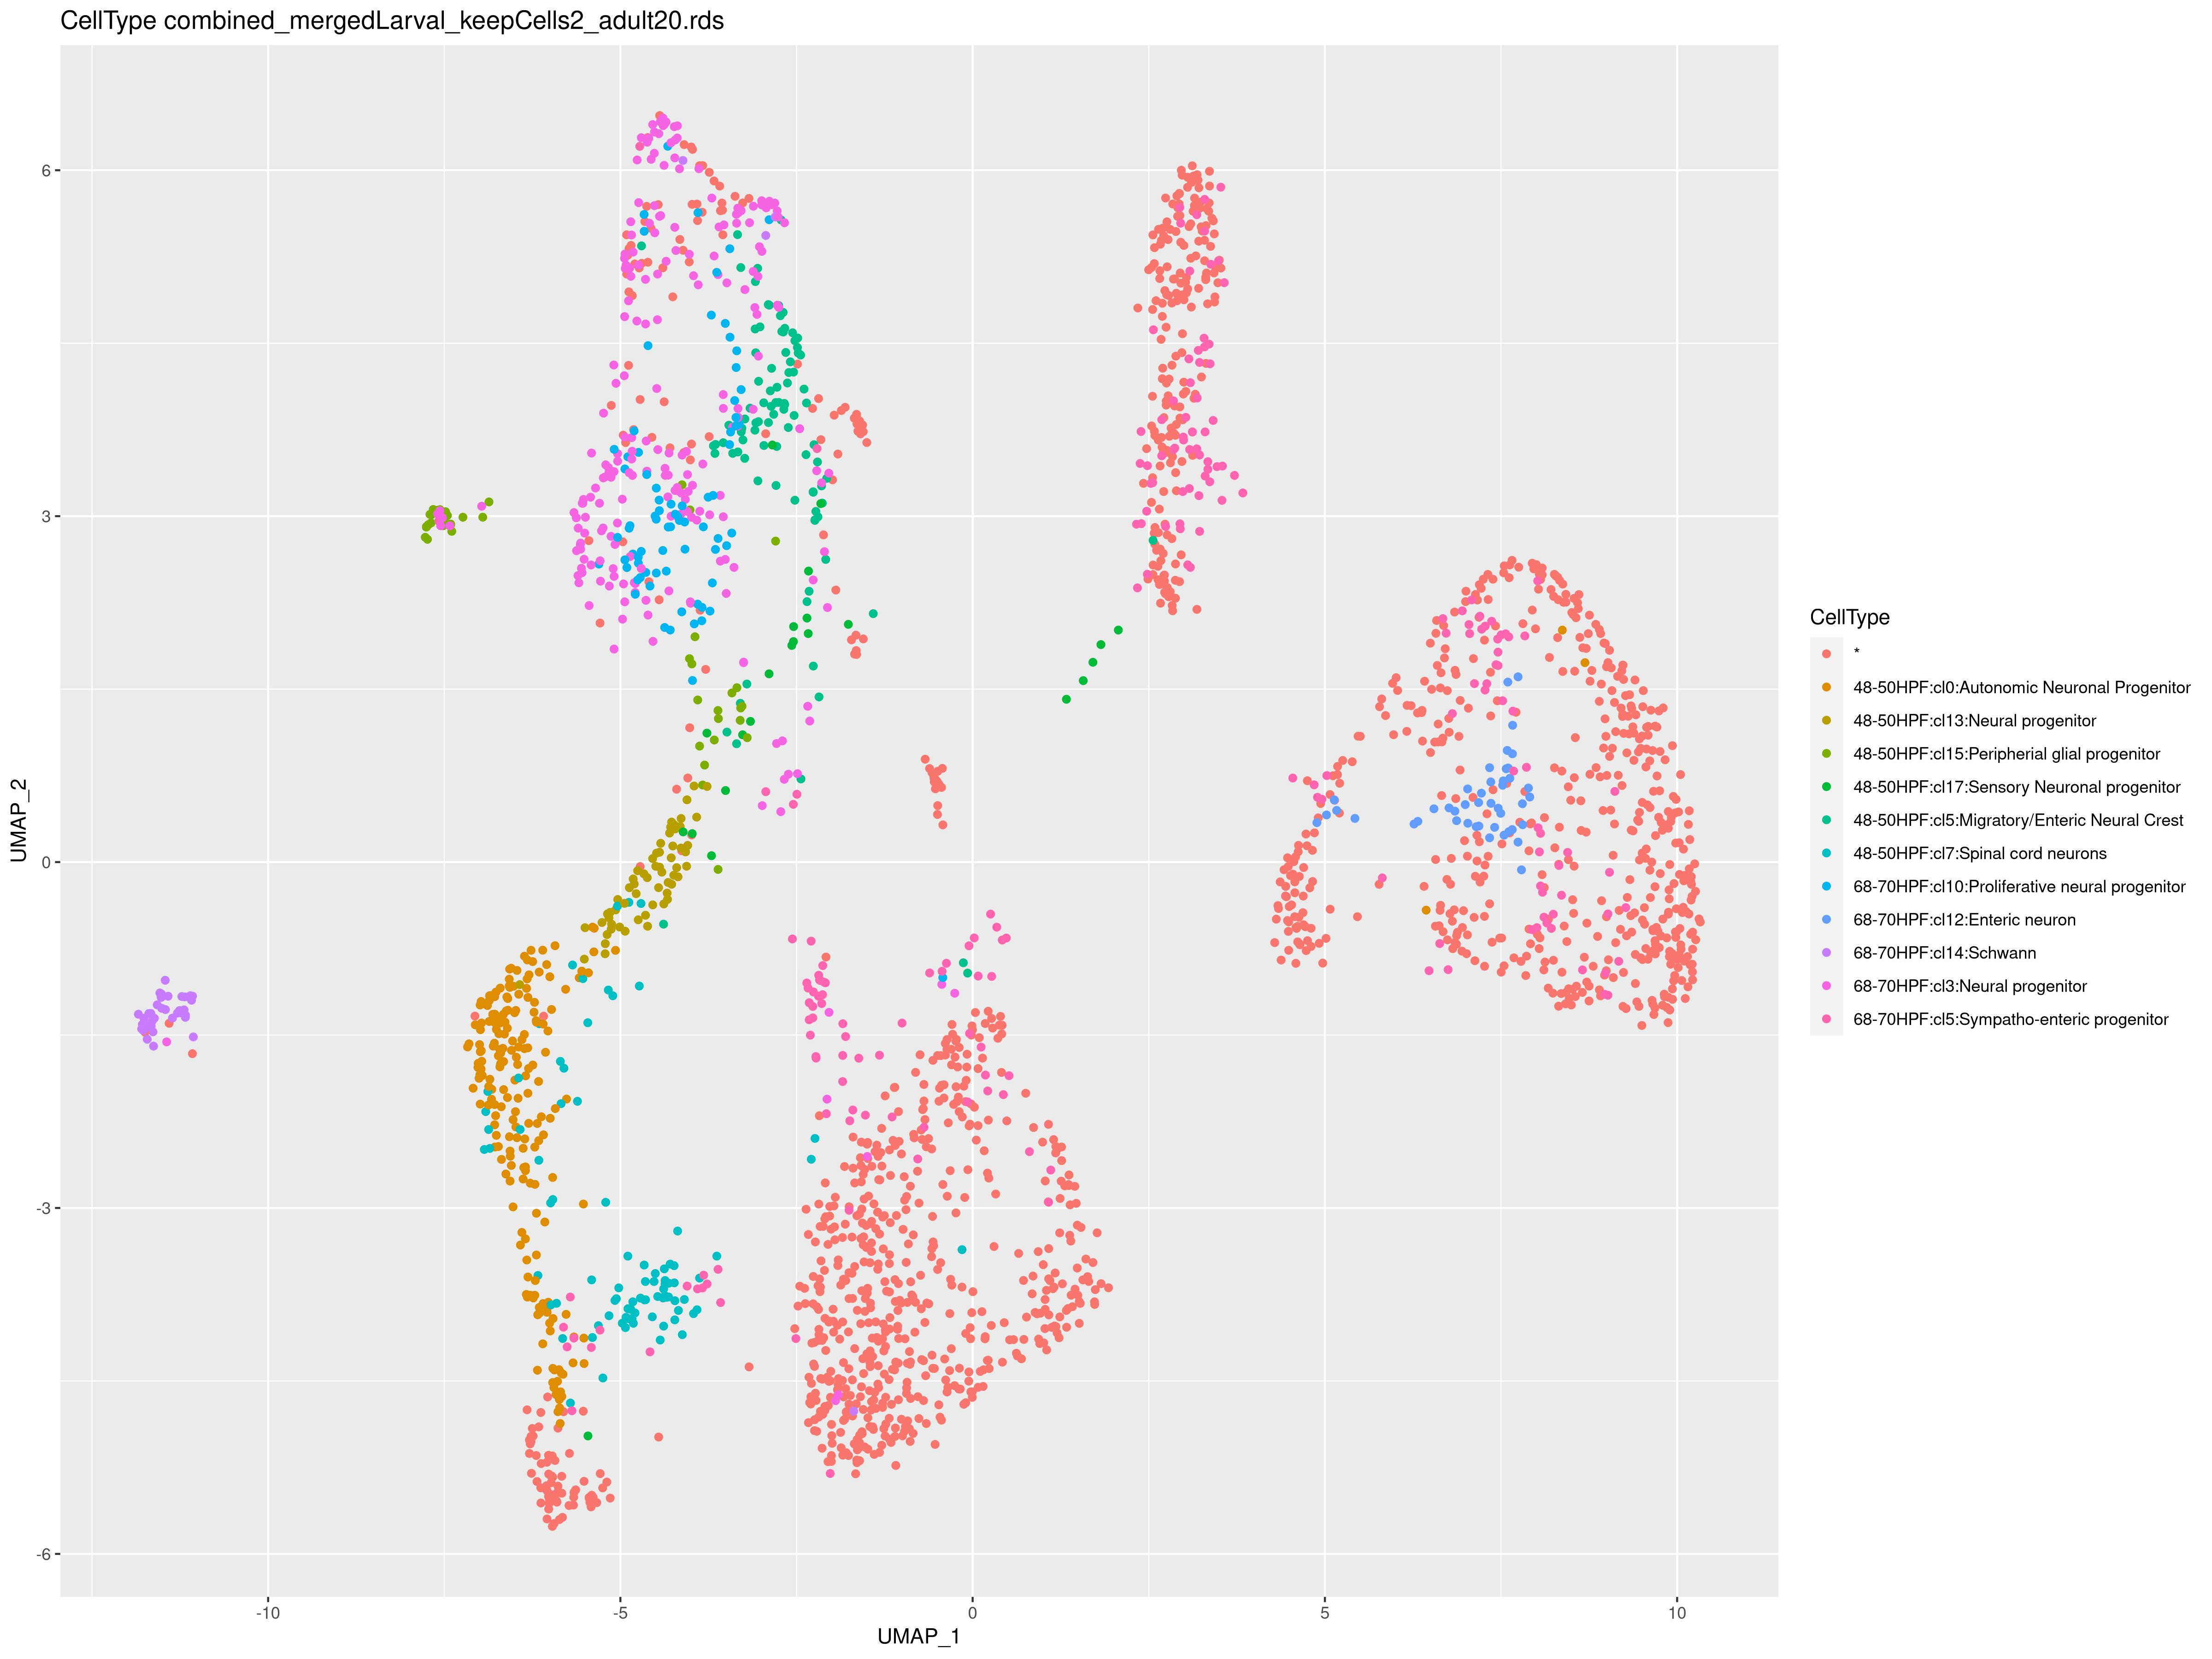 CellType combined_mergedLarval_keepCells2_adult20.rds
6
3
0
-3
-6
UMAP_2
-10
-5
0
5
10
UMAP_1
CellType
*
48-50HPF:cl0:Autonomic Neuronal Progenitor
48-50HPF:cl13:Neural progenitor
48-50HPF:cl15:Peripherial glial progenitor
48-50HPF:cl17:Sensory Neuronal progenitor
48-50HPF:cl5:Migratory/Enteric Neural Crest
48-50HPF:cl7:Spinal cord neurons
68-70HPF:cl10:Proliferative neural progenitor
68-70HPF:cl12:Enteric neuron
68-70HPF:cl14:Schwann
68-70HPF:cl3:Neural progenitor
68-70HPF:cl5:Sympatho-enteric progenitor